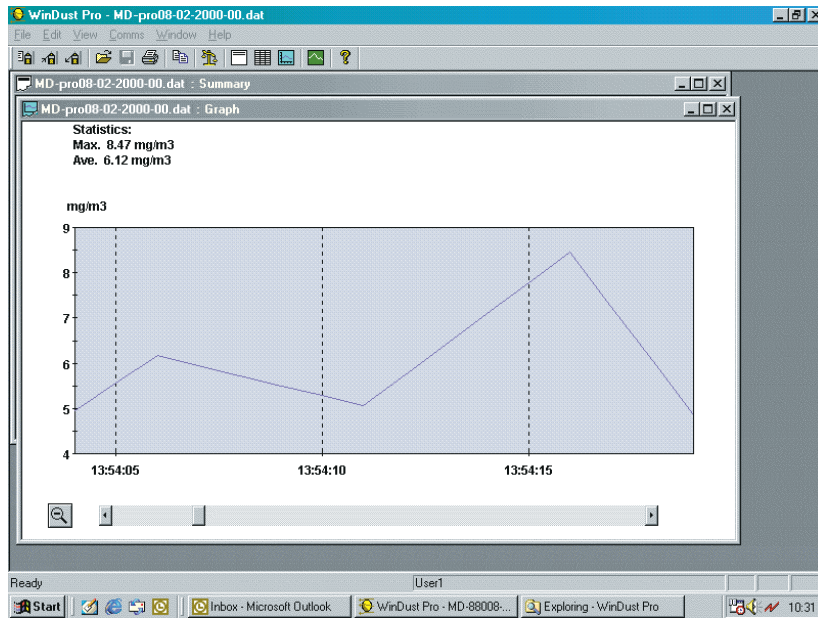 WinDust Pro - MD-pro08-02-2000-00.dat
File Edit View Comms Window Help
MD-pro08-02-2000-00.dat : Summary
MD-pro08-02-2000-00.dat : Graph
Statistics:
Max. 8.47 mg/m3
Ave. 6.12 mg/m3
mg/m3
9
8
7
6
5
4
13:54:05 13:54:10 13:54:15
Ready User1
Start Inbox - Microsoft Outlook WinDust Pro - MD-88008-... Exploring - WinDust Pro 10:31